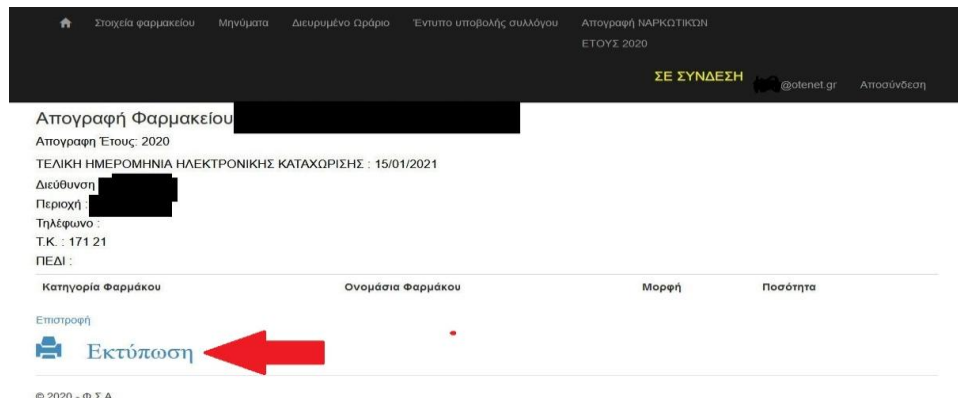 Στοιχεία φαρμακείου Μηνύματα Διευρυμένο Ωράριο Έντυπο υποβολής συλλόγου Απογραφή ΝΑΡΚΩΤΙΚΩΝ
ΕΤΟΥΣ 2020
ΣΕ ΣΥΝΔΕΣΗ @otenet.gr Αποσύνδεση
Απογραφή Φαρμακείου
Απογραφη Έτους: 2020
ΤΕΛΙΚΗ ΗΜΕΡΟΜΗΝΙΑ ΗΛΕΚΤΡΟΝΙΚΗΣ ΚΑΤΑΧΩΡΙΣΗΣ : 15/01/2021
Διεύθυνση
Περιοχή :
Τηλέφωνο :
Τ.Κ. : 171 21
ΠΕΔΙ :
Κατηγορία Φαρμάκου Ονομάσια Φαρμάκου Μορφή Ποσότητα
Επιστροφή
Εκτύπωση
© 2020 - Φ.Σ.Α.